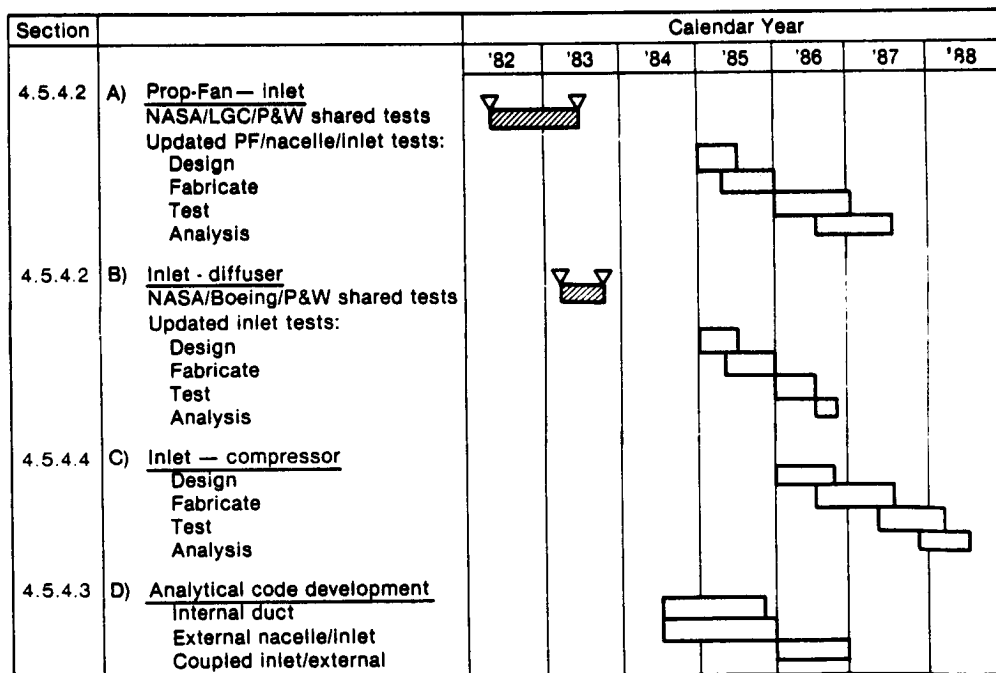 Section Calendar Year
'82 '83 '84 '85 '86 '87 '88
4.5.4.2 A) Prop-Fan — inlet
NASA/LGC/P&W shared tests
Updated PF/nacelle/inlet tests:
Design
Fabricate
Test
Analysis
4.5.4.2 B) Inlet - diffuser
NASA/Boeing/P&W shared tests
Updated inlet tests:
Design
Fabricate
Test
Analysis
4.5.4.4 C) Inlet — compressor
Design
Fabricate
Test
Analysis
4.5.4.3 D) Analytical code development
Internal duct
External nacelle/inlet
Coupled inlet/external